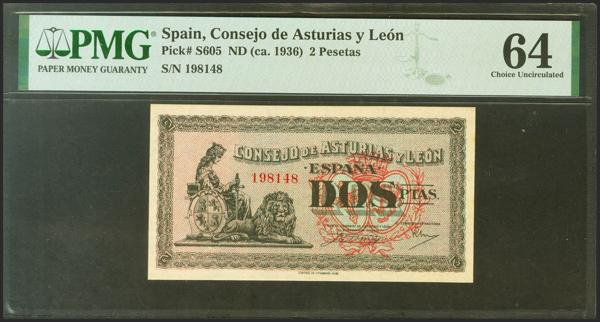 PMG
PAPER MONEY GUARANTY
Spain, Consejo de Asturias y León
Pick# S605 ND (ca. 1936) 2 Pesetas
S/N 198148
64
Choice Uncirculated
CONSEJO DE ASTURIAS Y LEÓN
·ESPAÑA·
198148
DOS PTAS.